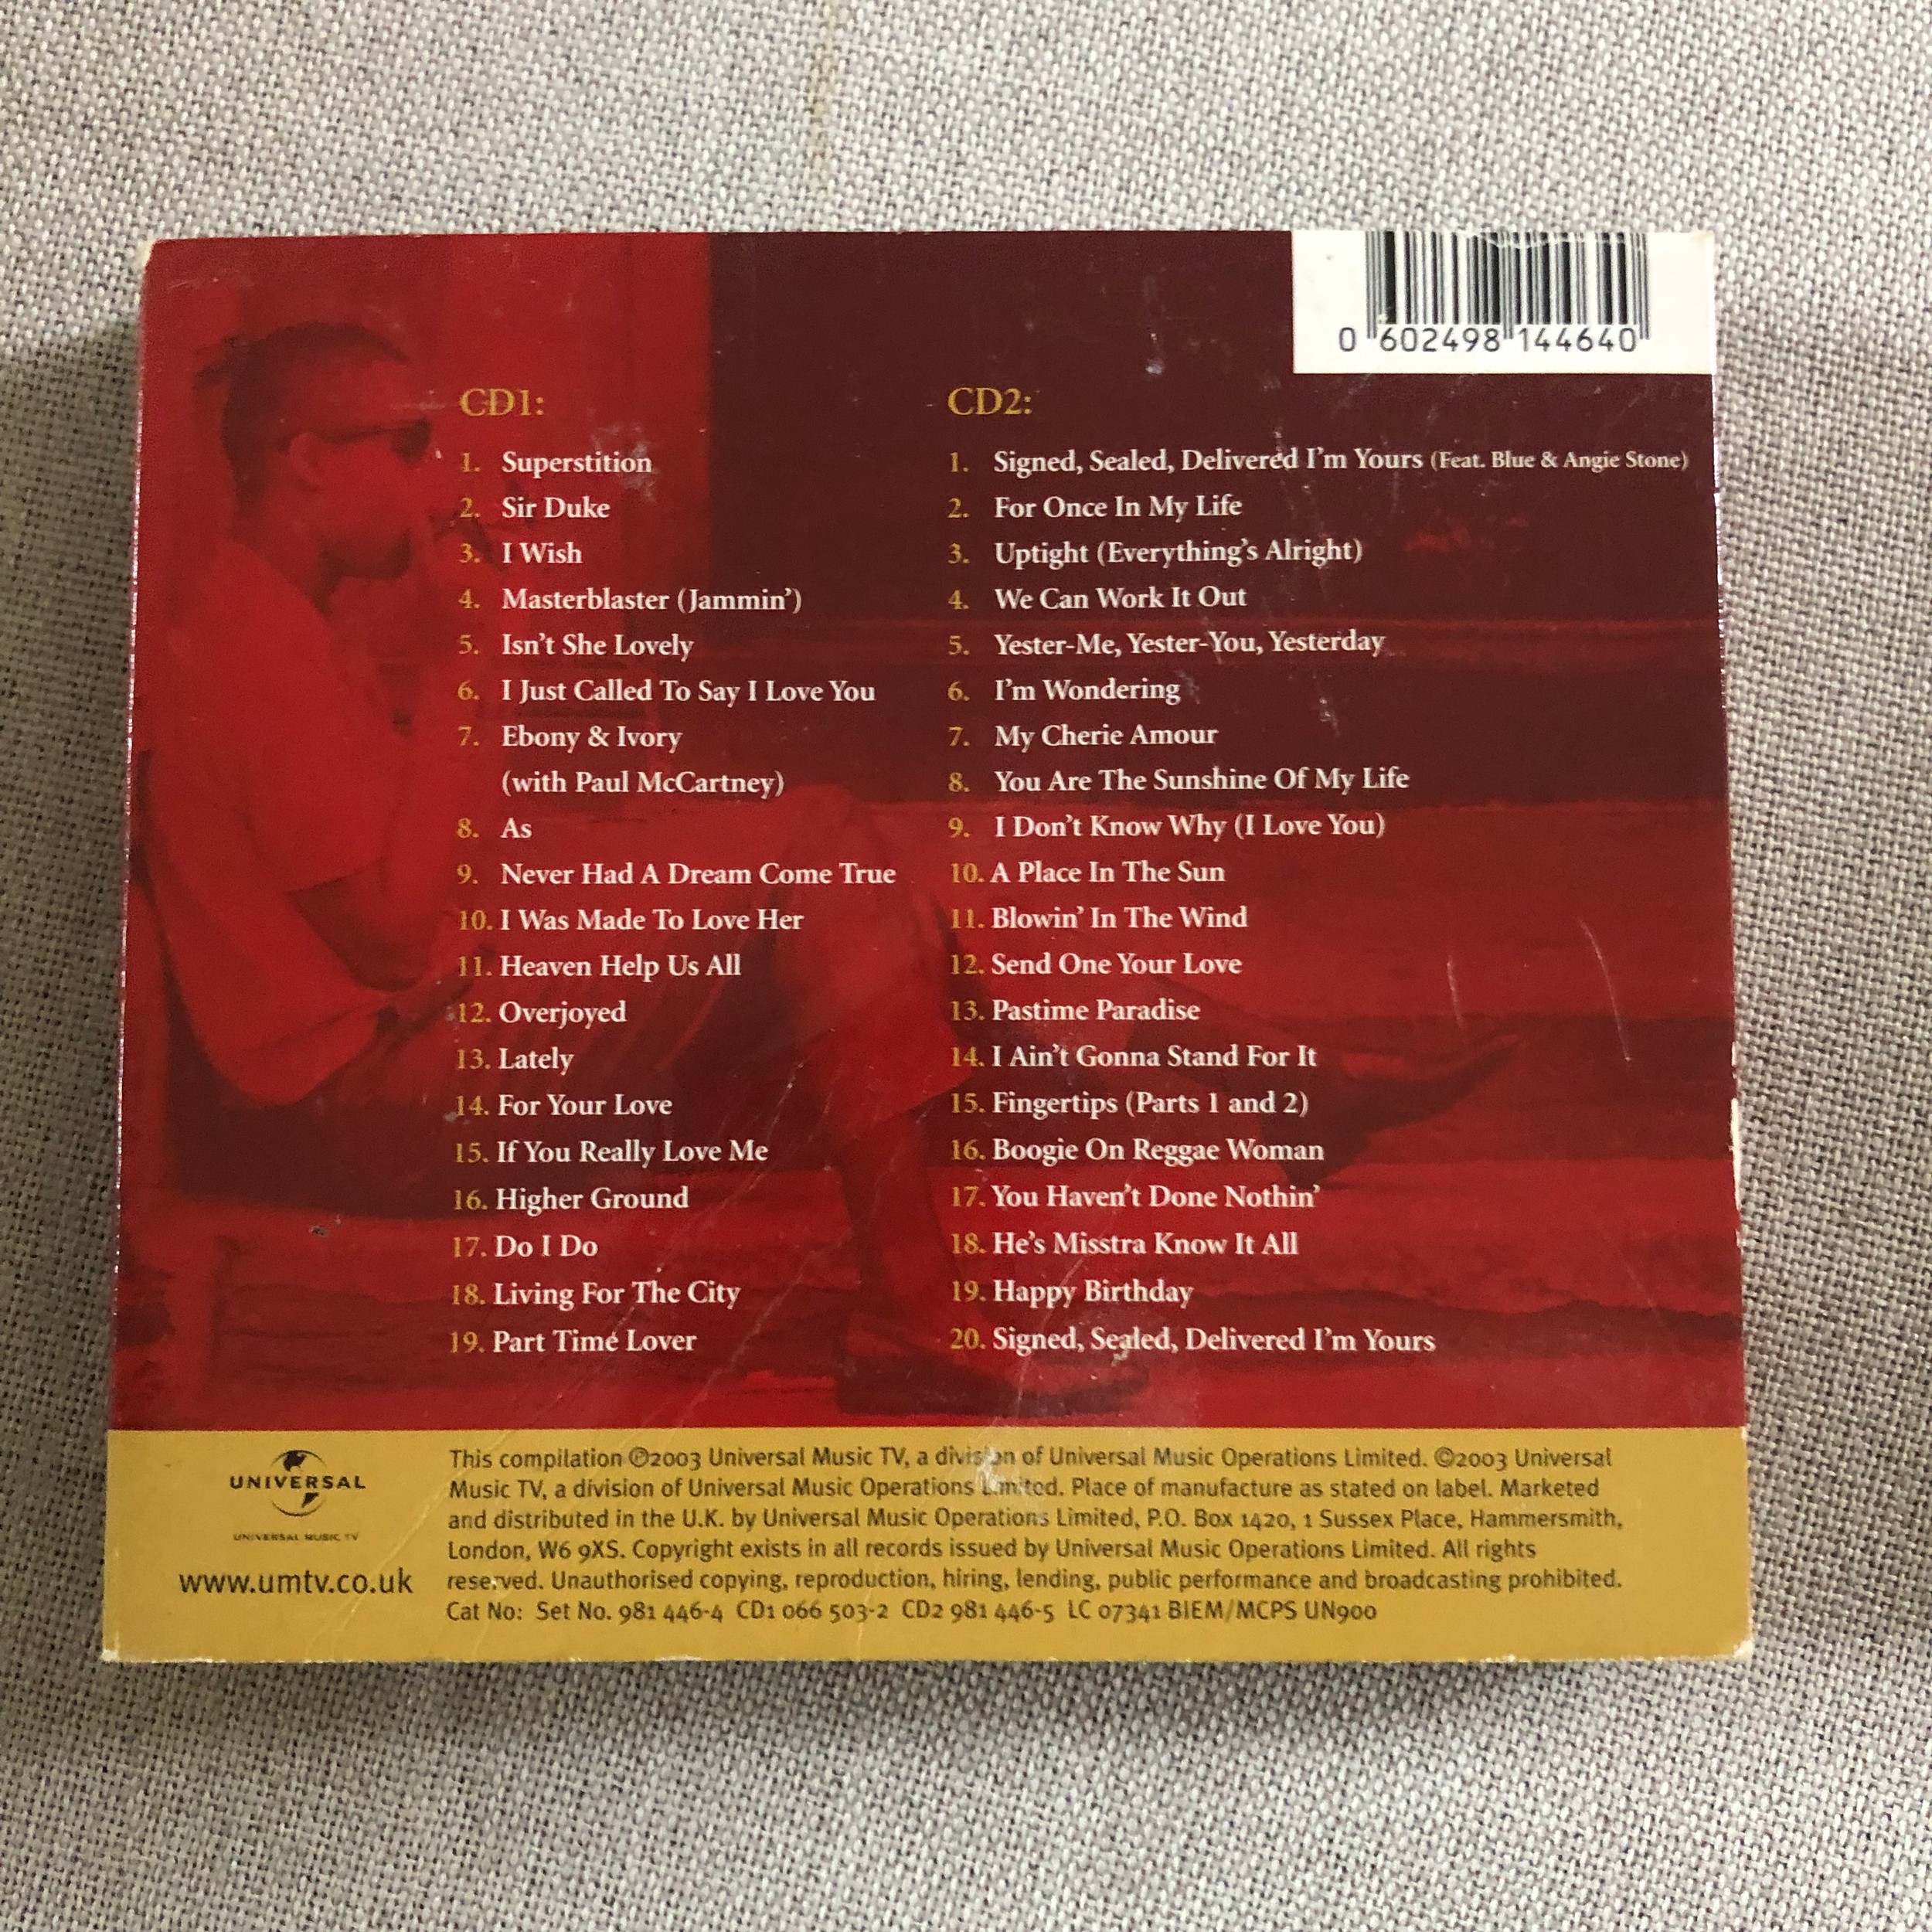 0 602498 144640
CD1:
1. Superstition
2. Sir Duke
3. I Wish
4. Masterblaster (Jammin’)
5. Isn’t She Lovely
6. I Just Called To Say I Love You
7. Ebony & Ivory
(with Paul McCartney)
8. As
9. Never Had A Dream Come True
10. I Was Made To Love Her
11. Heaven Help Us All
12. Overjoyed
13. Lately
14. For Your Love
15. If You Really Love Me
16. Higher Ground
17. Do I Do
18. Living For The City
19. Part Time Lover
CD2:
1. Signed, Sealed, Delivered I’m Yours (Feat. Blue & Angie Stone)
2. For Once In My Life
3. Uptight (Everything’s Alright)
4. We Can Work It Out
5. Yester-Me, Yester-You, Yesterday
6. I’m Wondering
7. My Cherie Amour
8. You Are The Sunshine Of My Life
9. I Don’t Know Why (I Love You)
10. A Place In The Sun
11. Blowin’ In The Wind
12. Send One Your Love
13. Pastime Paradise
14. I Ain’t Gonna Stand For It
15. Fingertips (Parts 1 and 2)
16. Boogie On Reggae Woman
17. You Haven’t Done Nothin’
18. He’s Misstra Know It All
19. Happy Birthday
20. Signed, Sealed, Delivered I’m Yours
UNIVERSAL
UNIVERSAL MUSIC TV
www.umtv.co.uk
This compilation ℗2003 Universal Music TV, a division of Universal Music Operations Limited. ©2003 Universal
Music TV, a division of Universal Music Operations Limited. Place of manufacture as stated on label. Marketed
and distributed in the U.K. by Universal Music Operations Limited, P.O. Box 1420, 1 Sussex Place, Hammersmith,
London, W6 9XS. Copyright exists in all records issued by Universal Music Operations Limited. All rights
reserved. Unauthorised copying, reproduction, hiring, lending, public performance and broadcasting prohibited.
Cat No: Set No. 981 446-4 CD1 066 503-2 CD2 981 446-5 LC 07341 BIEM/MCPS UN900